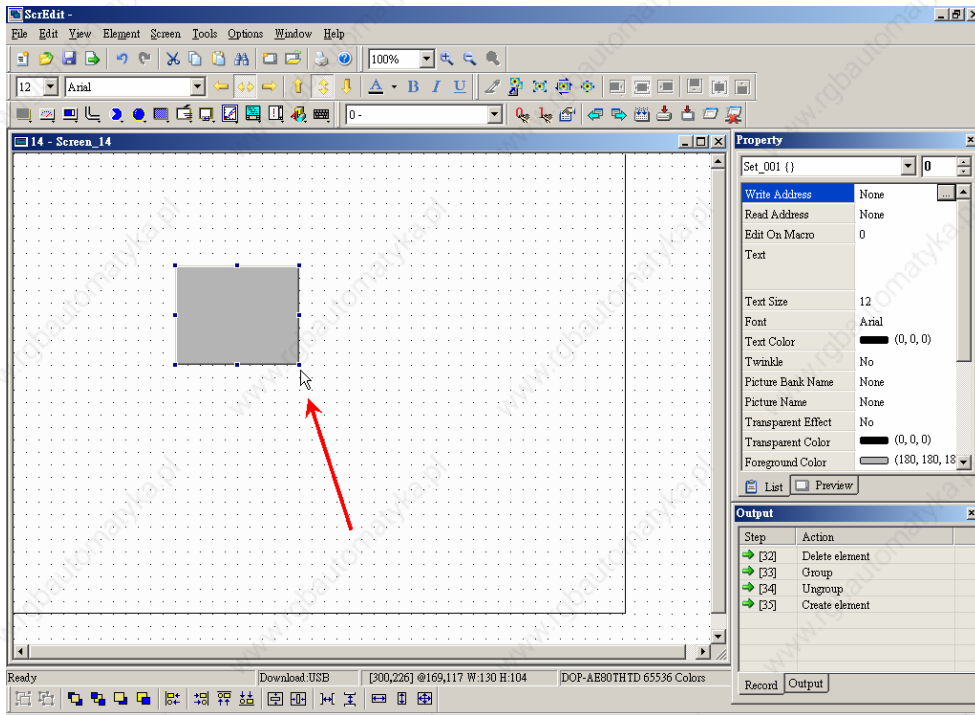 ScrEdit -
File Edit View Element Screen Tools Options Window Help
100%
12 Arial A B I U
0 -
14 - Screen_14
Property
Set_001 {} 0
Write Address None ...
Read Address None
Edit On Macro 0
Text
Text Size 12
Font Arial
Text Color (0, 0, 0)
Twinkle No
Picture Bank Name None
Picture Name None
Transparent Effect No
Transparent Color (0, 0, 0)
Foreground Color (180, 180, 18
List Preview
Output
Step Action
[32] Delete element
[33] Group
[34] Ungroup
[35] Create element
Record Output
Ready Download:USB [300,226] @169,117 W:130 H:104 DOP-AE80THTD 65536 Colors
www.rgbautomatyka.pl